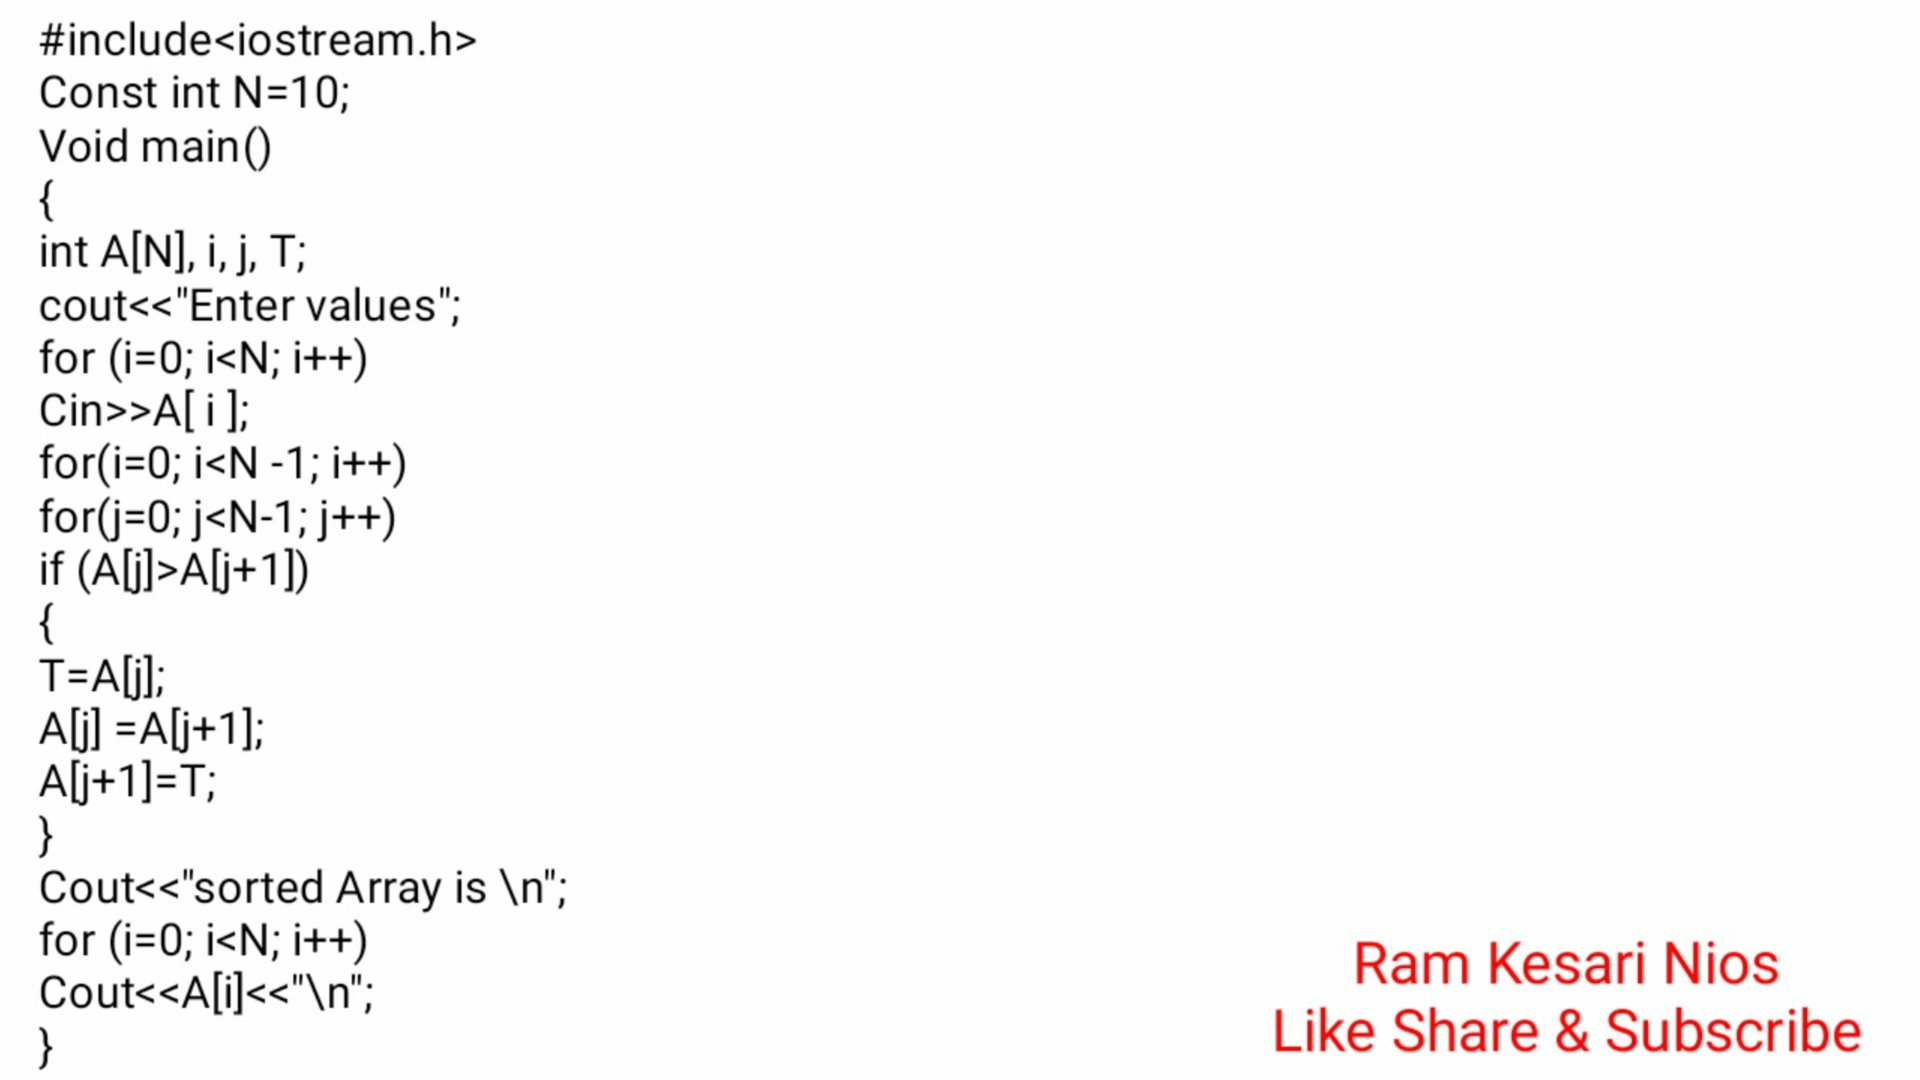 #include<iostream.h>
Const int N=10;
Void main()
{
int A[N], i, j, T;
cout<<"Enter values";
for (i=0; i<N; i++)
Cin>>A[ i ];
for(i=0; i<N -1; i++)
for(j=0; j<N-1; j++)
if (A[j]>A[j+1])
{
T=A[j];
A[j] =A[j+1];
A[j+1]=T;
}
Cout<<"sorted Array is \n";
for (i=0; i<N; i++)
Cout<<A[i]<<"\n";
}
Ram Kesari Nios
Like Share & Subscribe